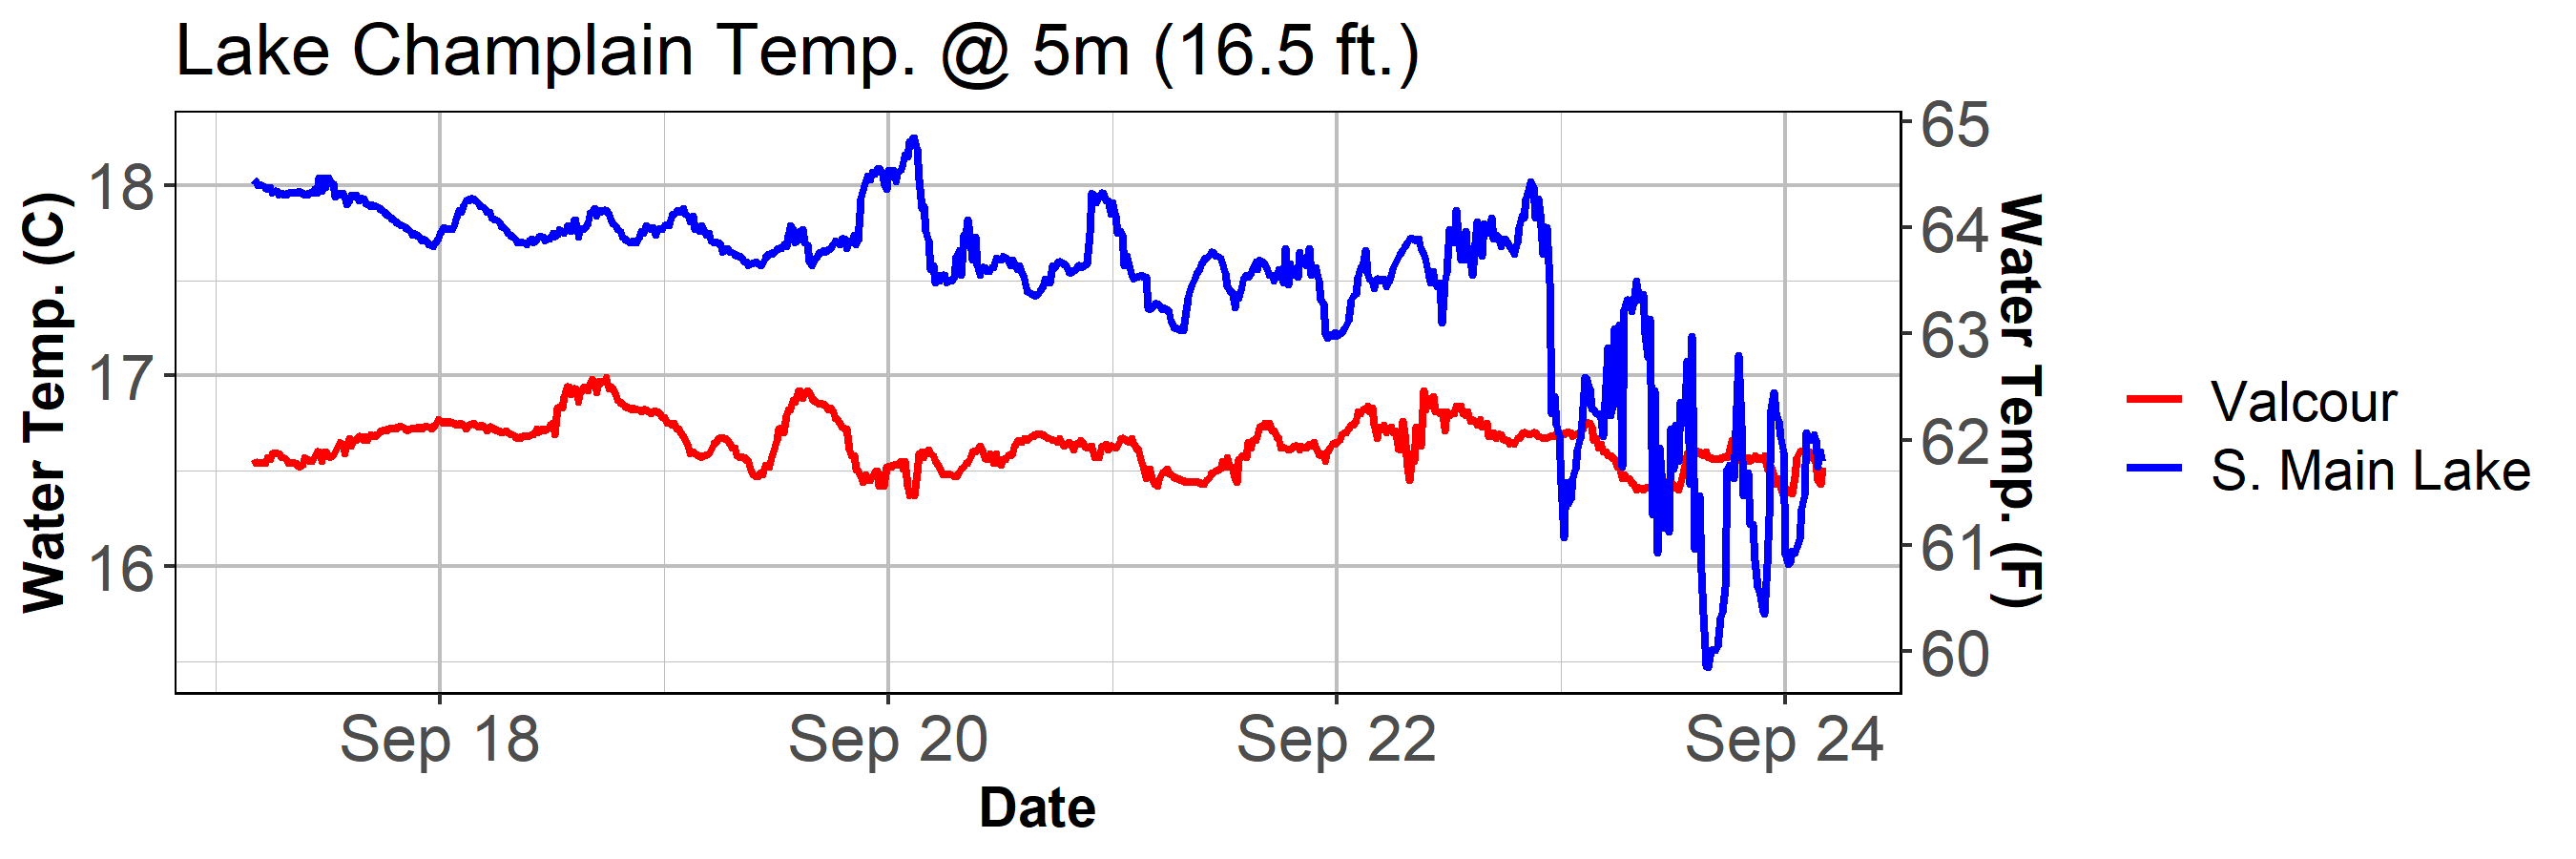 Lake Champlain Temp. @ 5m (16.5 ft.)
Water Temp. (C)
18
17
16
65
64
63
62
61
60
Water Temp. (F)
Sep 18
Sep 20
Sep 22
Sep 24
Date
Valcour
S. Main Lake